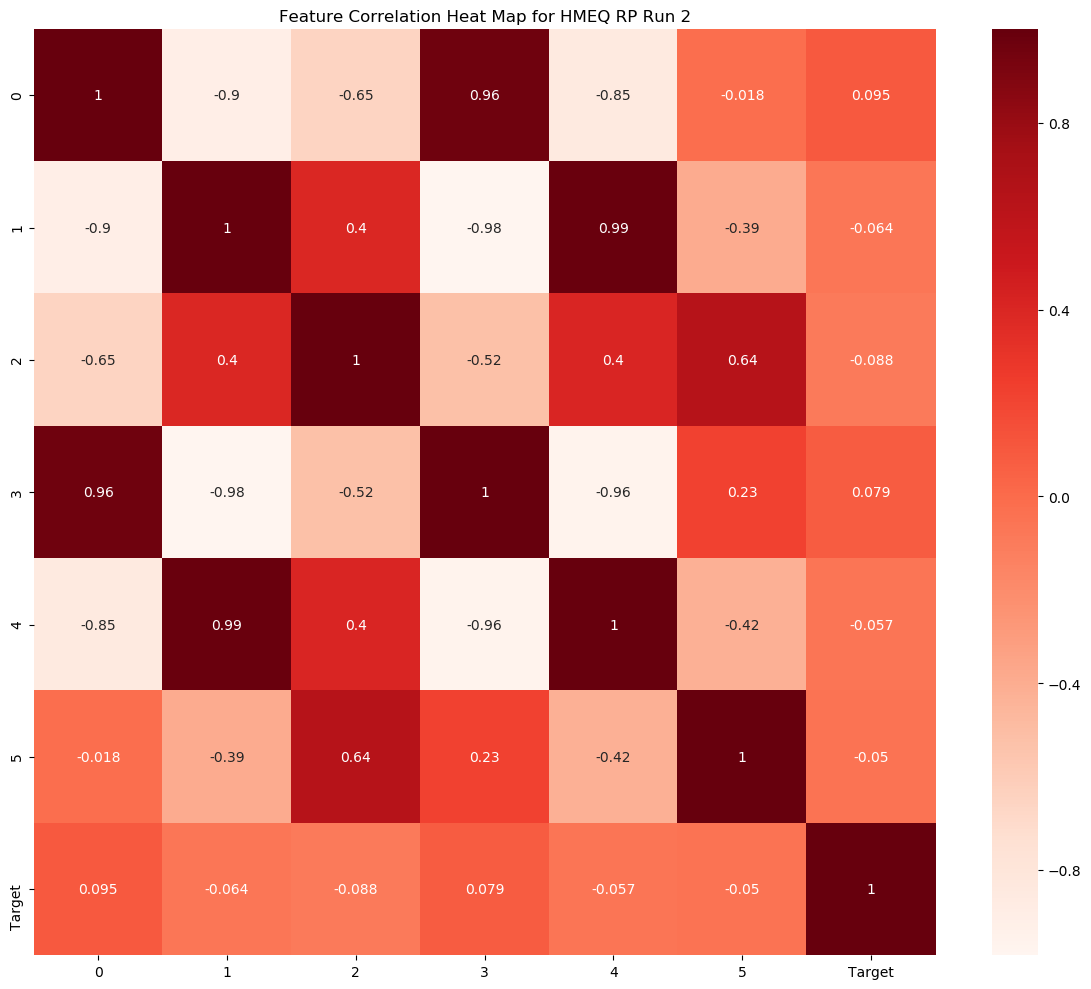 Feature Correlation Heat Map for HMEQ RP Run 2
0 1 -0.9 -0.65 0.96 -0.85 -0.018 0.095
1 -0.9 1 0.4 -0.98 0.99 -0.39 -0.064
2 -0.65 0.4 1 -0.52 0.4 0.64 -0.088
3 0.96 -0.98 -0.52 1 -0.96 0.23 0.079
4 -0.85 0.99 0.4 -0.96 1 -0.42 -0.057
5 -0.018 -0.39 0.64 0.23 -0.42 1 -0.05
Target 0.095 -0.064 -0.088 0.079 -0.057 -0.05 1
0 1 2 3 4 5 Target
0.8
0.4
0.0
−0.4
−0.8